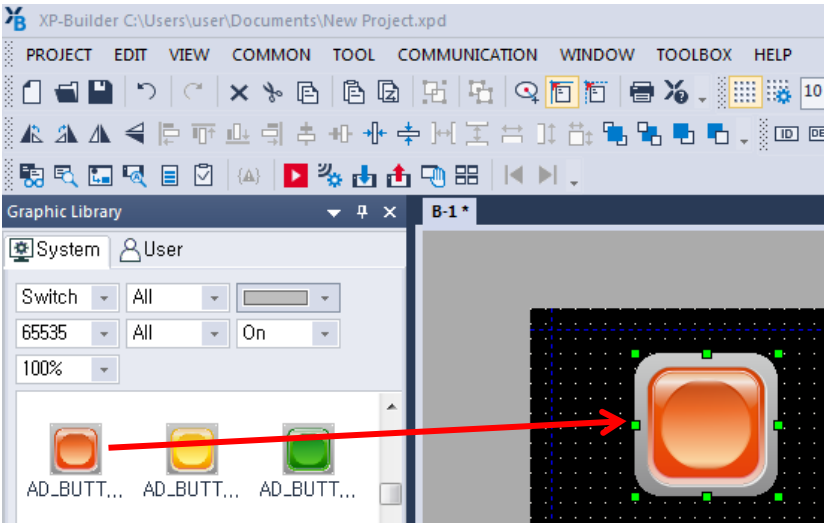 XP-Builder C:\Users\user\Documents\New Project.xpd
PROJECT EDIT VIEW COMMON TOOL COMMUNICATION WINDOW TOOLBOX HELP
10
ID DE
{A}
Graphic Library
B-1 *
System User
Switch All
65535 All On
100%
AD_BUTT... AD_BUTT... AD_BUTT...